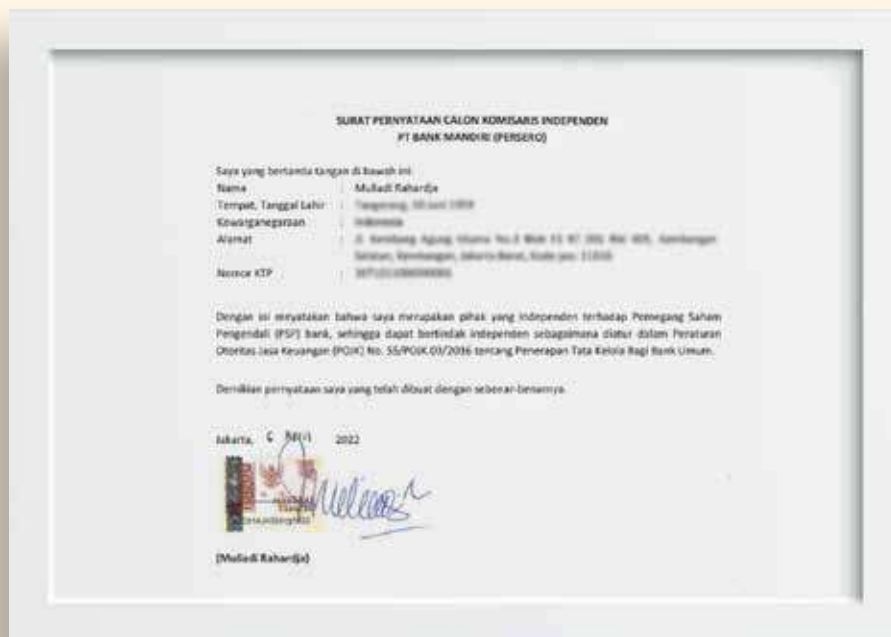 SURAT PERNYATAAN CALON KOMISARIS INDEPENDEN
PT BANK MANDIRI (PERSERO)
Saya yang bertanda tangan di bawah ini
Nama : Muliadi Rahardja
Tempat, Tanggal Lahir :
Kewarganegaraan :
Alamat :
Nomor KTP :
Dengan ini menyatakan bahwa saya merupakan pihak yang independen terhadap Pemegang Saham
Pengendali (PSP) bank, sehingga dapat bertindak independen sebagaimana diatur dalam Peraturan
Otoritas Jasa Keuangan (POJK) No. 55/POJK.03/2016 tentang Penerapan Tata Kelola Bagi Bank Umum.
Demikian pernyataan saya yang telah dibuat dengan sebenar-benarnya.
Jakarta, 6 April 2022
(Muliadi Rahardja)